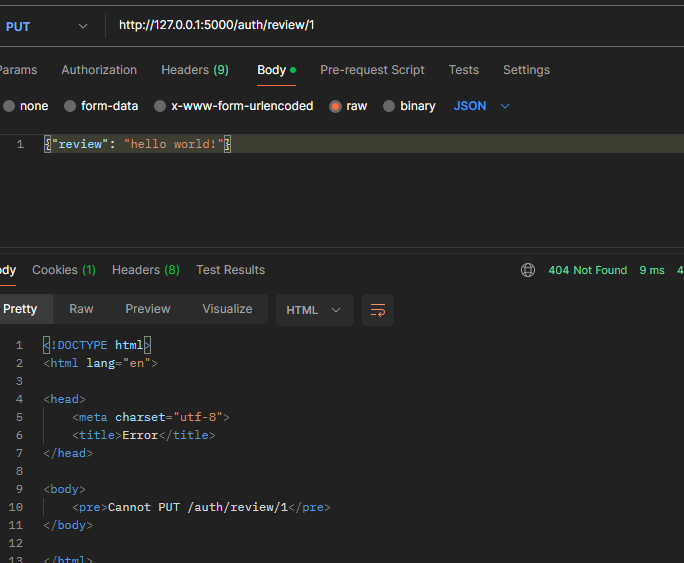 PUT http://127.0.0.1:5000/auth/review/1
Params Authorization Headers (9) Body Pre-request Script Tests Settings
none form-data x-www-form-urlencoded raw binary JSON
1 {"review": "hello world!"}
Body Cookies (1) Headers (8) Test Results 404 Not Found 9 ms 4
Pretty Raw Preview Visualize HTML
1 <!DOCTYPE html>
2 <html lang="en">
3
4 <head>
5 <meta charset="utf-8">
6 <title>Error</title>
7 </head>
8
9 <body>
10 <pre>Cannot PUT /auth/review/1</pre>
11 </body>
12
13 </html>